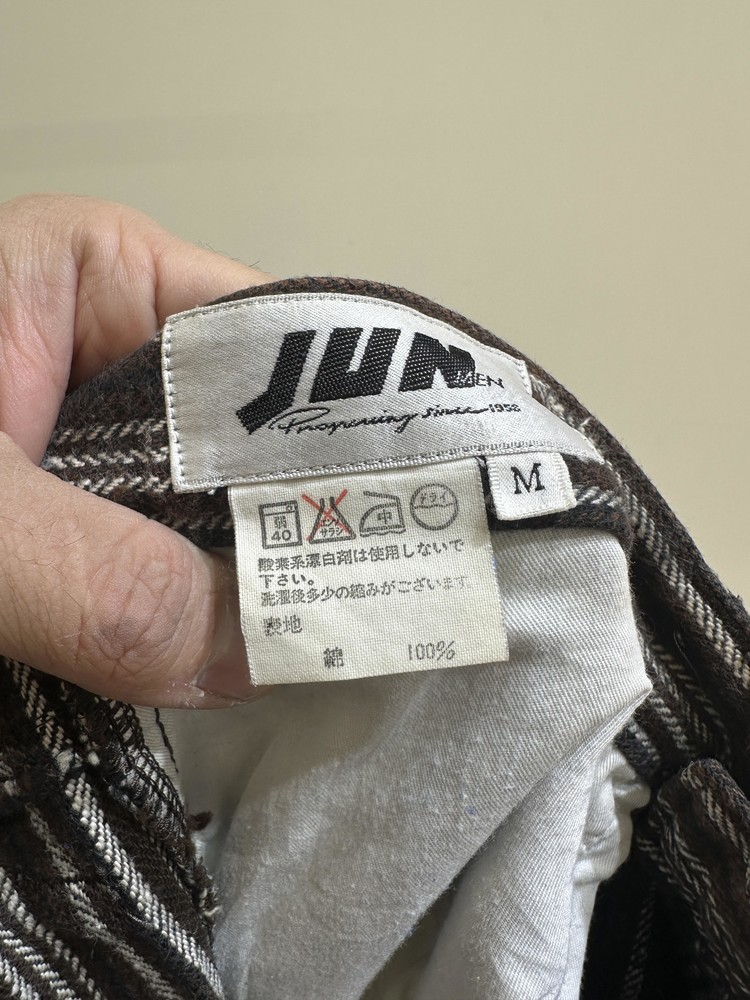 JUN
MEN
Prospering since 1958
M
弱
40
エンソ
サラシ
中
ドライ
酸素系漂白剤は使用しないで
下さい。
洗濯後多少の縮みがございます
表地
綿 100%